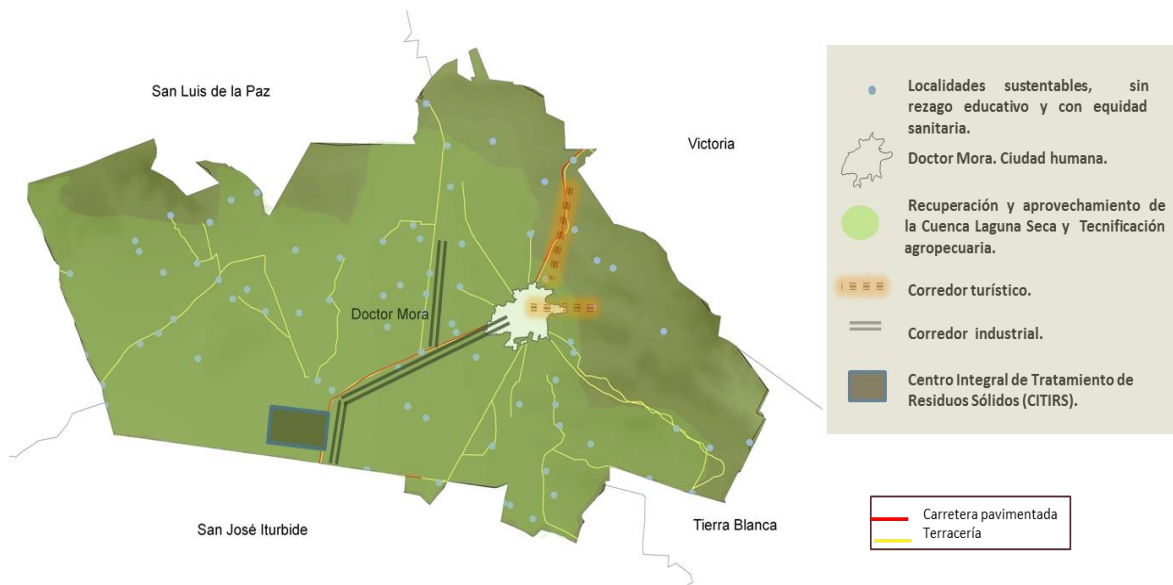 San Luis de la Paz
Victoria
Doctor Mora
San José Iturbide
Tierra Blanca
Localidades sustentables, sin
rezago educativo y con equidad
sanitaria.
Doctor Mora. Ciudad humana.
Recuperación y aprovechamiento de
la Cuenca Laguna Seca y Tecnificación
agropecuaria.
Corredor turístico.
Corredor industrial.
Centro Integral de Tratamiento de
Residuos Sólidos (CITIRS).
Carretera pavimentada
Terracería